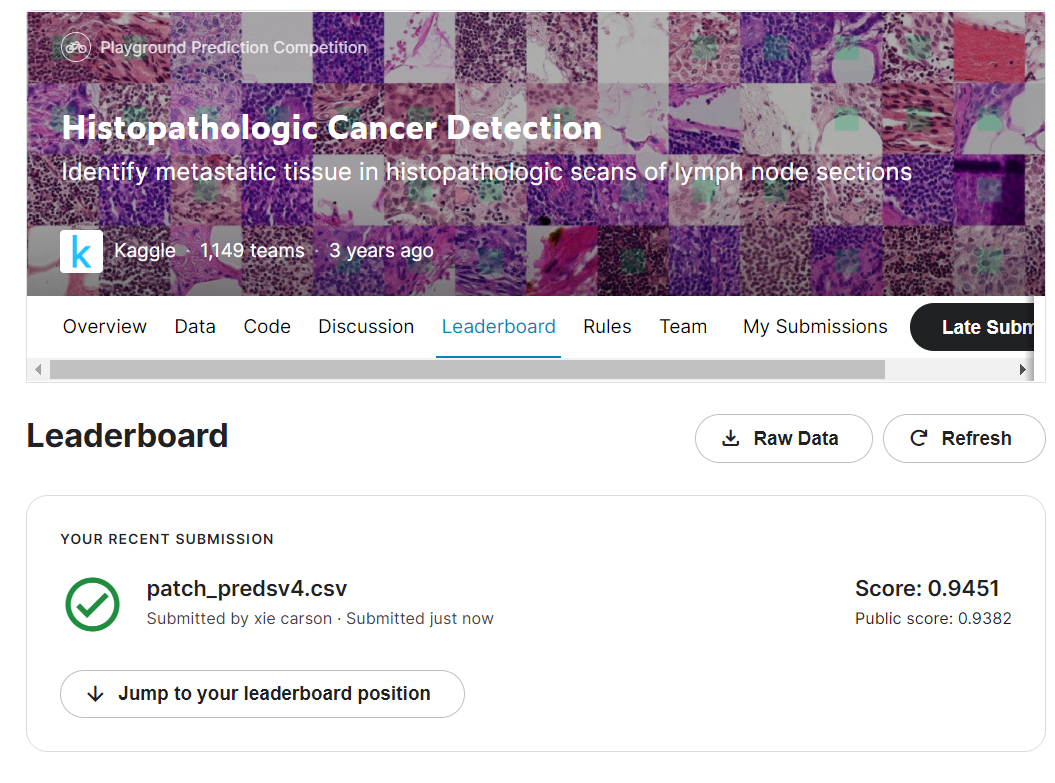 Playground Prediction Competition
Histopathologic Cancer Detection
Identify metastatic tissue in histopathologic scans of lymph node sections
k Kaggle · 1,149 teams · 3 years ago
Overview Data Code Discussion Leaderboard Rules Team My Submissions Late Subm
Leaderboard Raw Data Refresh
YOUR RECENT SUBMISSION
patch_predsv4.csv Score: 0.9451
Submitted by xie carson · Submitted just now Public score: 0.9382
Jump to your leaderboard position